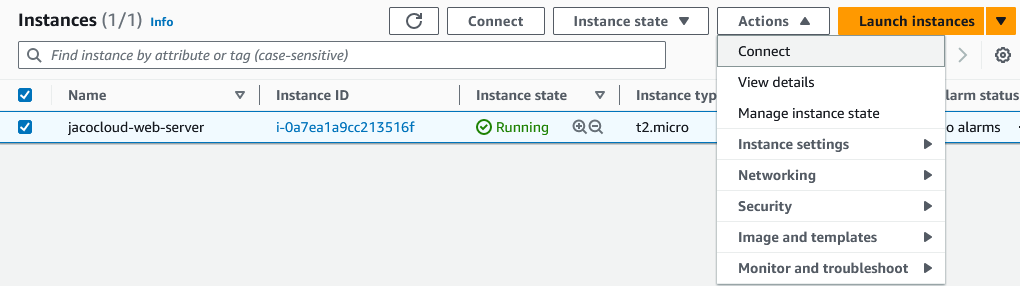 Instances (1/1) Info
Connect
Instance state
Actions
Launch instances
Find instance by attribute or tag (case-sensitive)
Name
Instance ID
Instance state
Instance typ
larm status
jacocloud-web-server
i-0a7ea1a9cc213516f
Running
t2.micro
o alarms
Connect
View details
Manage instance state
Instance settings
Networking
Security
Image and templates
Monitor and troubleshoot